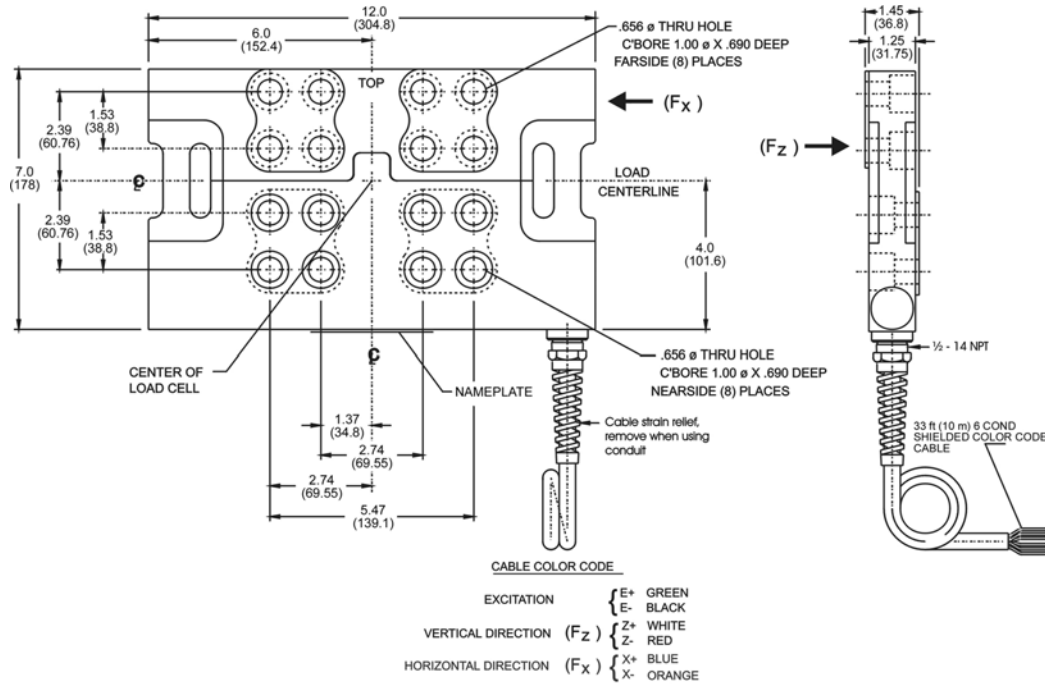 12.0
(304.8)
6.0
(152.4)
TOP
.656 ø THRU HOLE
C'BORE 1.00 ø X .690 DEEP
FARSIDE (8) PLACES
(Fx)
1.45
(36.8)
1.25
(31.75)
(Fz)
7.0
(178)
2.39
(60.76)
1.53
(38.8)
2.39
(60.76)
1.53
(38.8)
℄
LOAD
CENTERLINE
4.0
(101.6)
CENTER OF
LOAD CELL
℄
NAMEPLATE
.656 ø THRU HOLE
C'BORE 1.00 ø X .690 DEEP
NEARSIDE (8) PLACES
½ - 14 NPT
1.37
(34.8)
2.74
(69.55)
2.74
(69.55)
5.47
(139.1)
Cable strain relief,
remove when using
conduit
33 ft (10 m) 6 COND
SHIELDED COLOR CODE
CABLE
CABLE COLOR CODE
EXCITATION { E+ GREEN
E- BLACK
VERTICAL DIRECTION (Fz) { Z+ WHITE
Z- RED
HORIZONTAL DIRECTION (Fx) { X+ BLUE
X- ORANGE